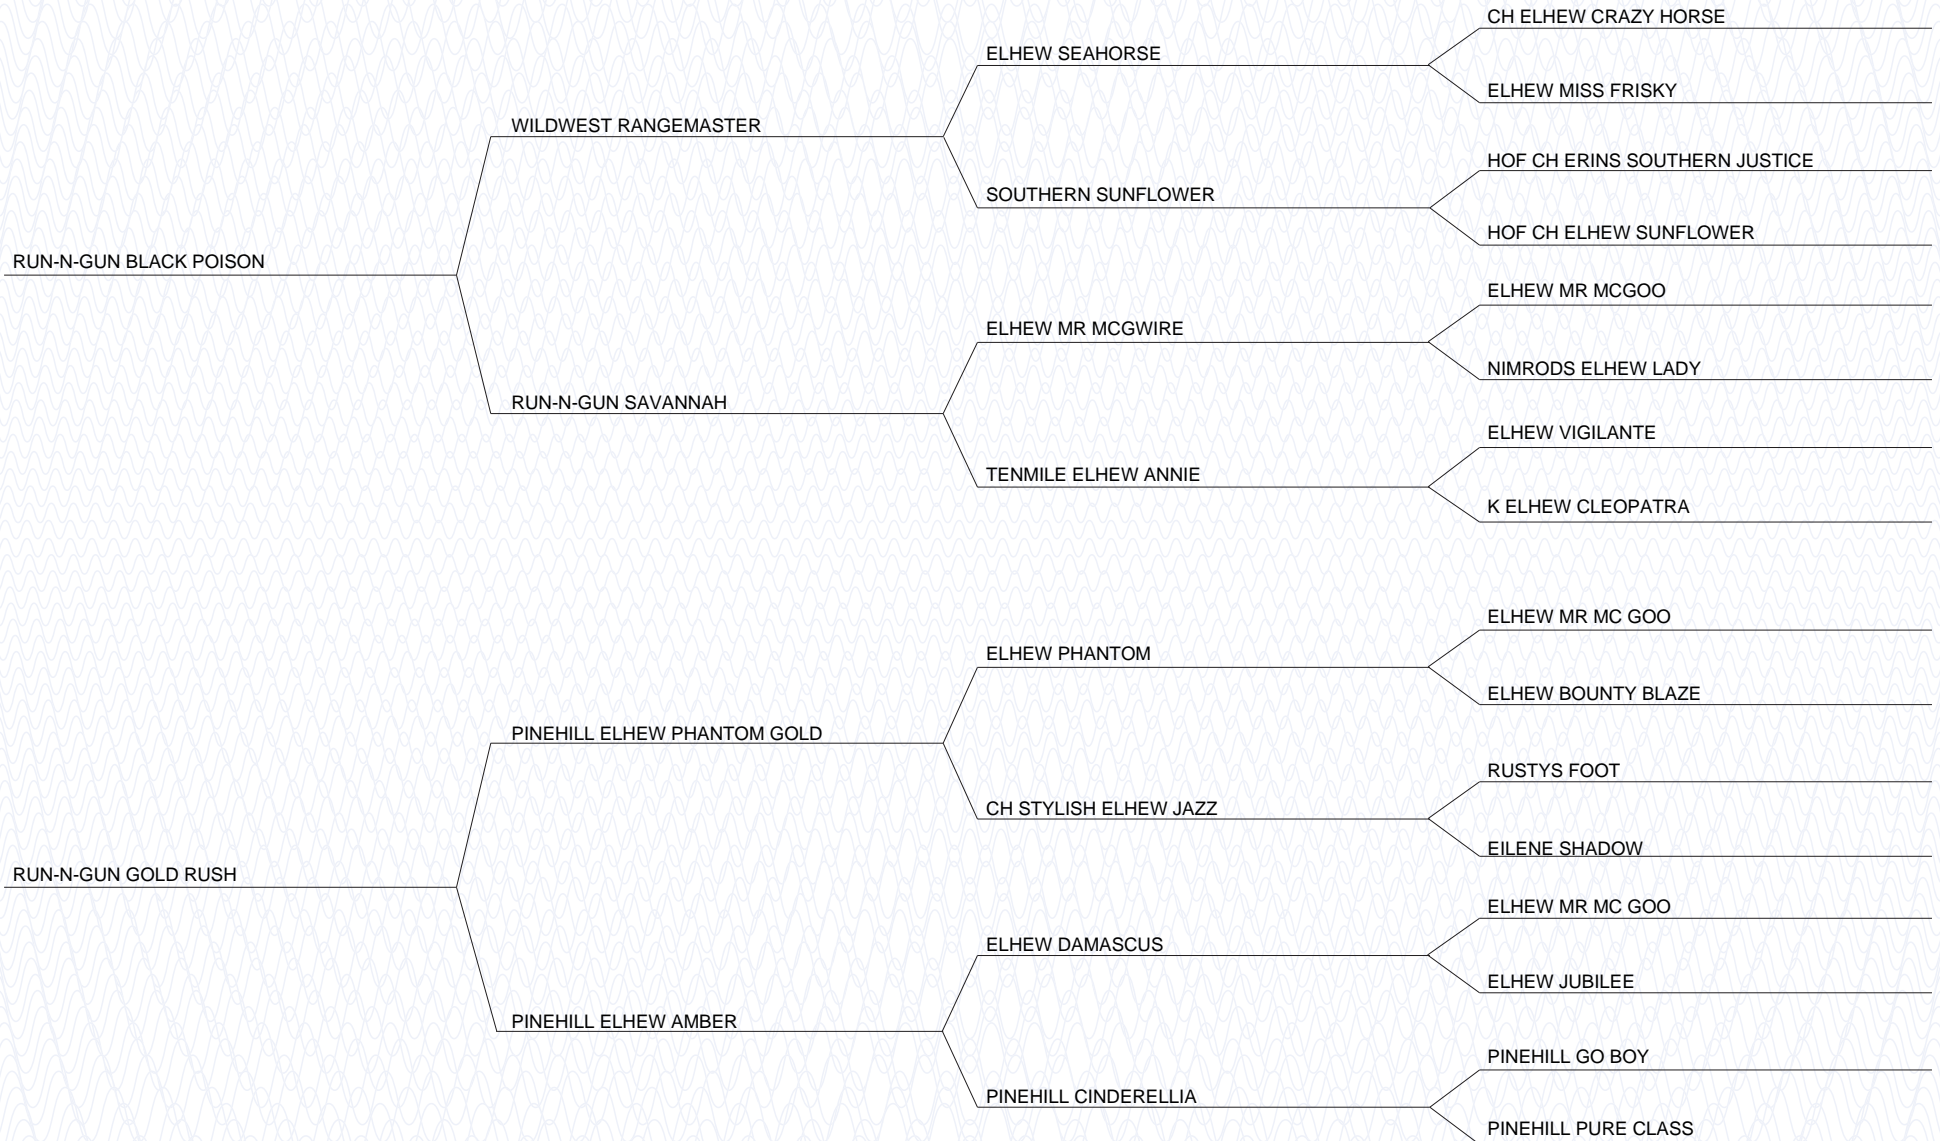 CH ELHEW CRAZY HORSE
ELHEW SEAHORSE
ELHEW MISS FRISKY
WILDWEST RANGEMASTER
HOF CH ERINS SOUTHERN JUSTICE
SOUTHERN SUNFLOWER
HOF CH ELHEW SUNFLOWER
RUN-N-GUN BLACK POISON
ELHEW MR MCGOO
ELHEW MR MCGWIRE
NIMRODS ELHEW LADY
RUN-N-GUN SAVANNAH
ELHEW VIGILANTE
TENMILE ELHEW ANNIE
K ELHEW CLEOPATRA
ELHEW MR MC GOO
ELHEW PHANTOM
ELHEW BOUNTY BLAZE
PINEHILL ELHEW PHANTOM GOLD
RUSTYS FOOT
CH STYLISH ELHEW JAZZ
EILENE SHADOW
RUN-N-GUN GOLD RUSH
ELHEW MR MC GOO
ELHEW DAMASCUS
ELHEW JUBILEE
PINEHILL ELHEW AMBER
PINEHILL GO BOY
PINEHILL CINDERELLIA
PINEHILL PURE CLASS